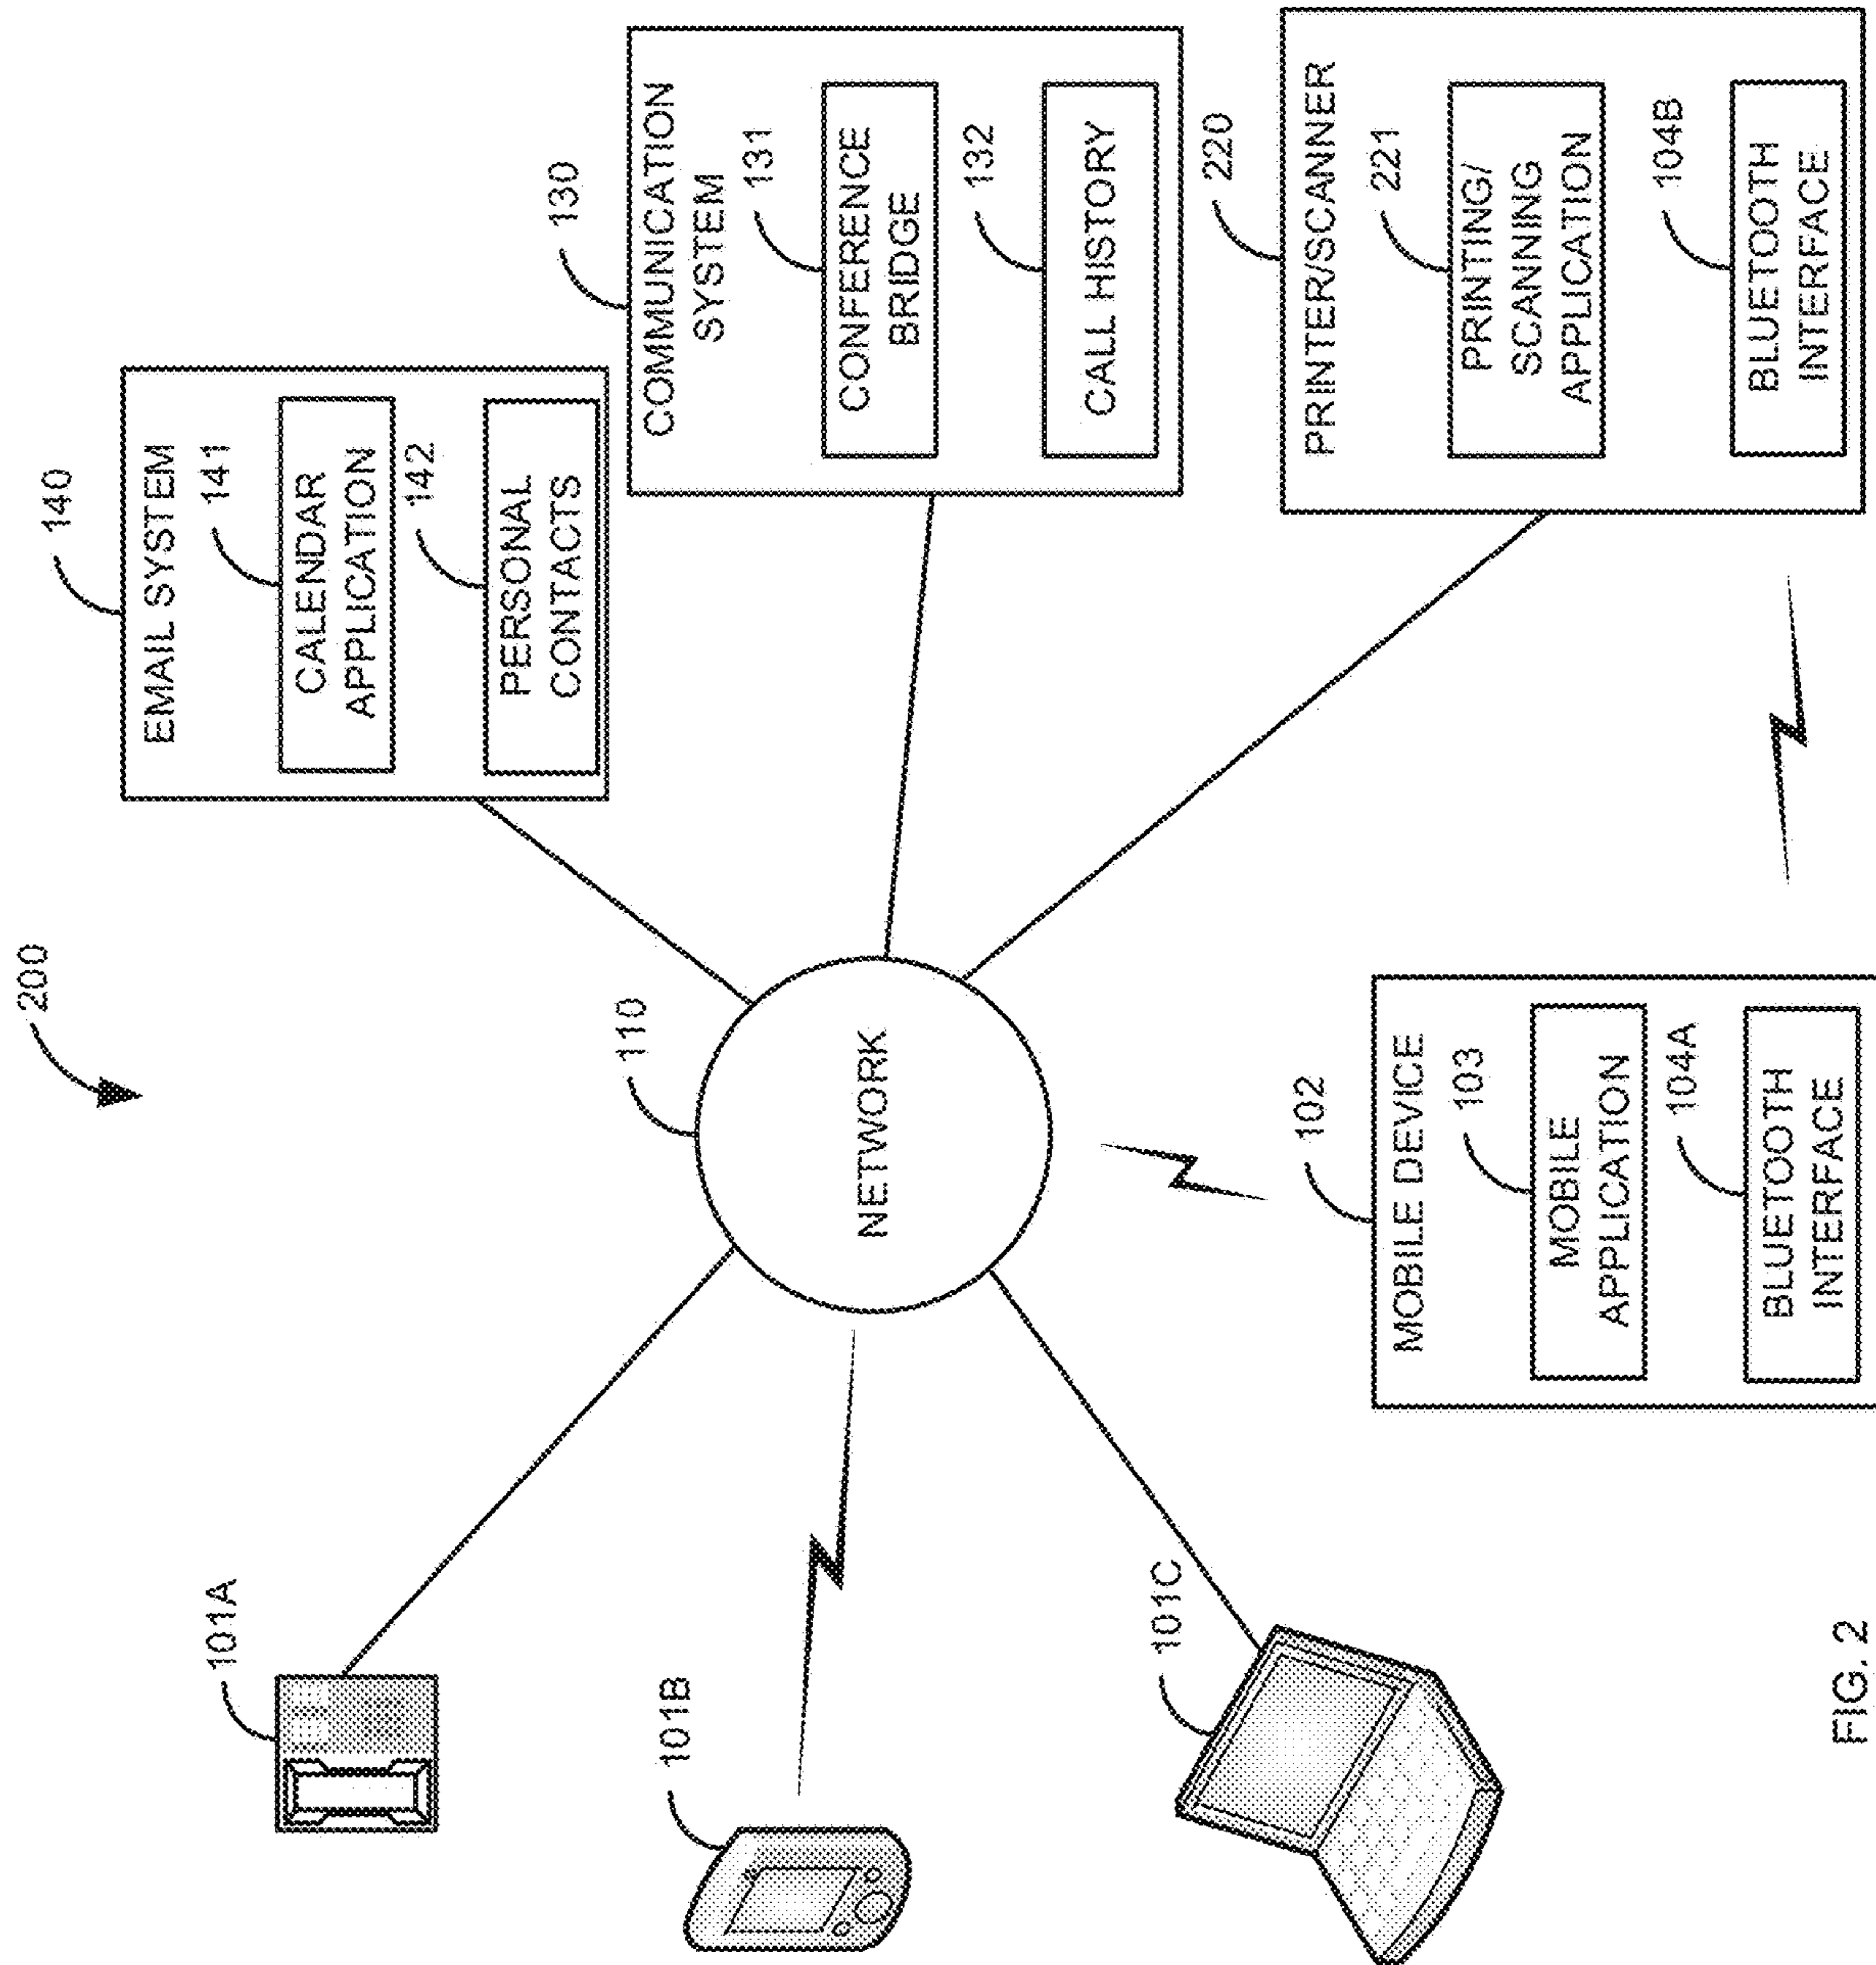 200
101A
101B
101C
110
NETWORK
140
EMAIL SYSTEM
141
CALENDAR
APPLICATION
142
PERSONAL
CONTACTS
130
COMMUNICATION
SYSTEM
131
CONFERENCE
BRIDGE
132
CALL HISTORY
220
PRINTER/SCANNER
221
PRINTING/
SCANNING
APPLICATION
104B
BLUETOOTH
INTERFACE
102
MOBILE DEVICE
103
MOBILE
APPLICATION
104A
BLUETOOTH
INTERFACE
FIG. 2